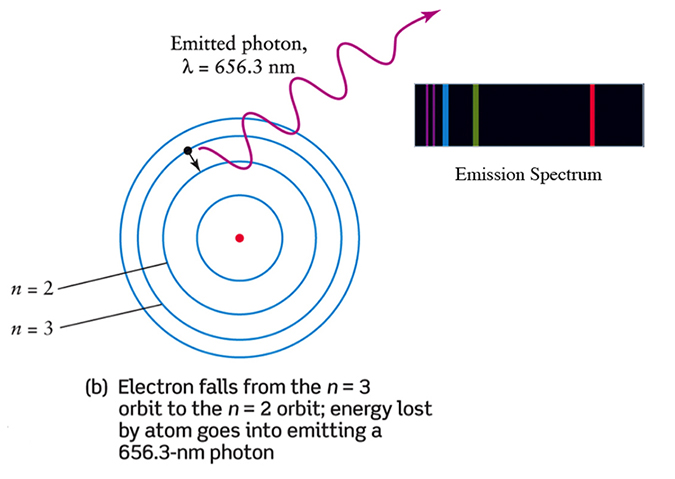 Emitted photon,
λ = 656.3 nm
Emission Spectrum
n = 2
n = 3
(b) Electron falls from the n = 3
orbit to the n = 2 orbit; energy lost
by atom goes into emitting a
656.3-nm photon